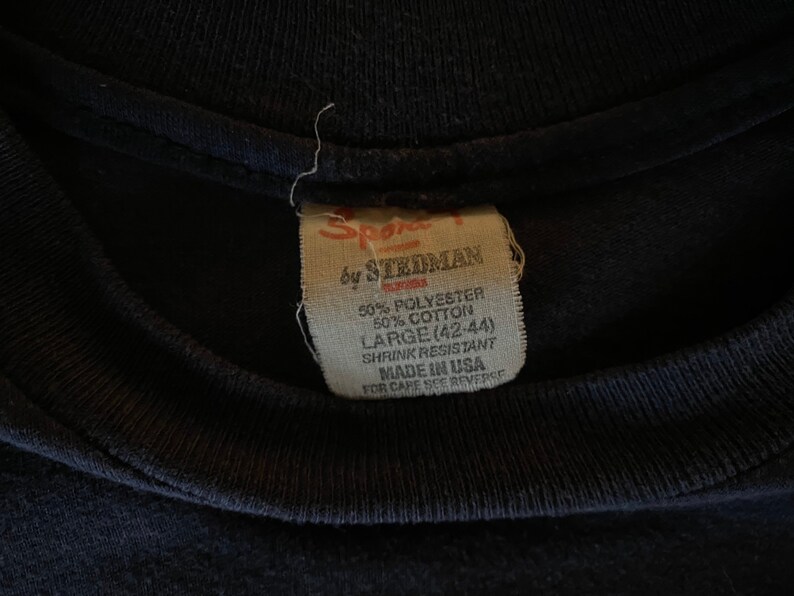 by STEDMAN
50% POLYESTER
50% COTTON
LARGE (42-44)
SHRINK RESISTANT
MADE IN USA
FOR CARE SEE REVERSE